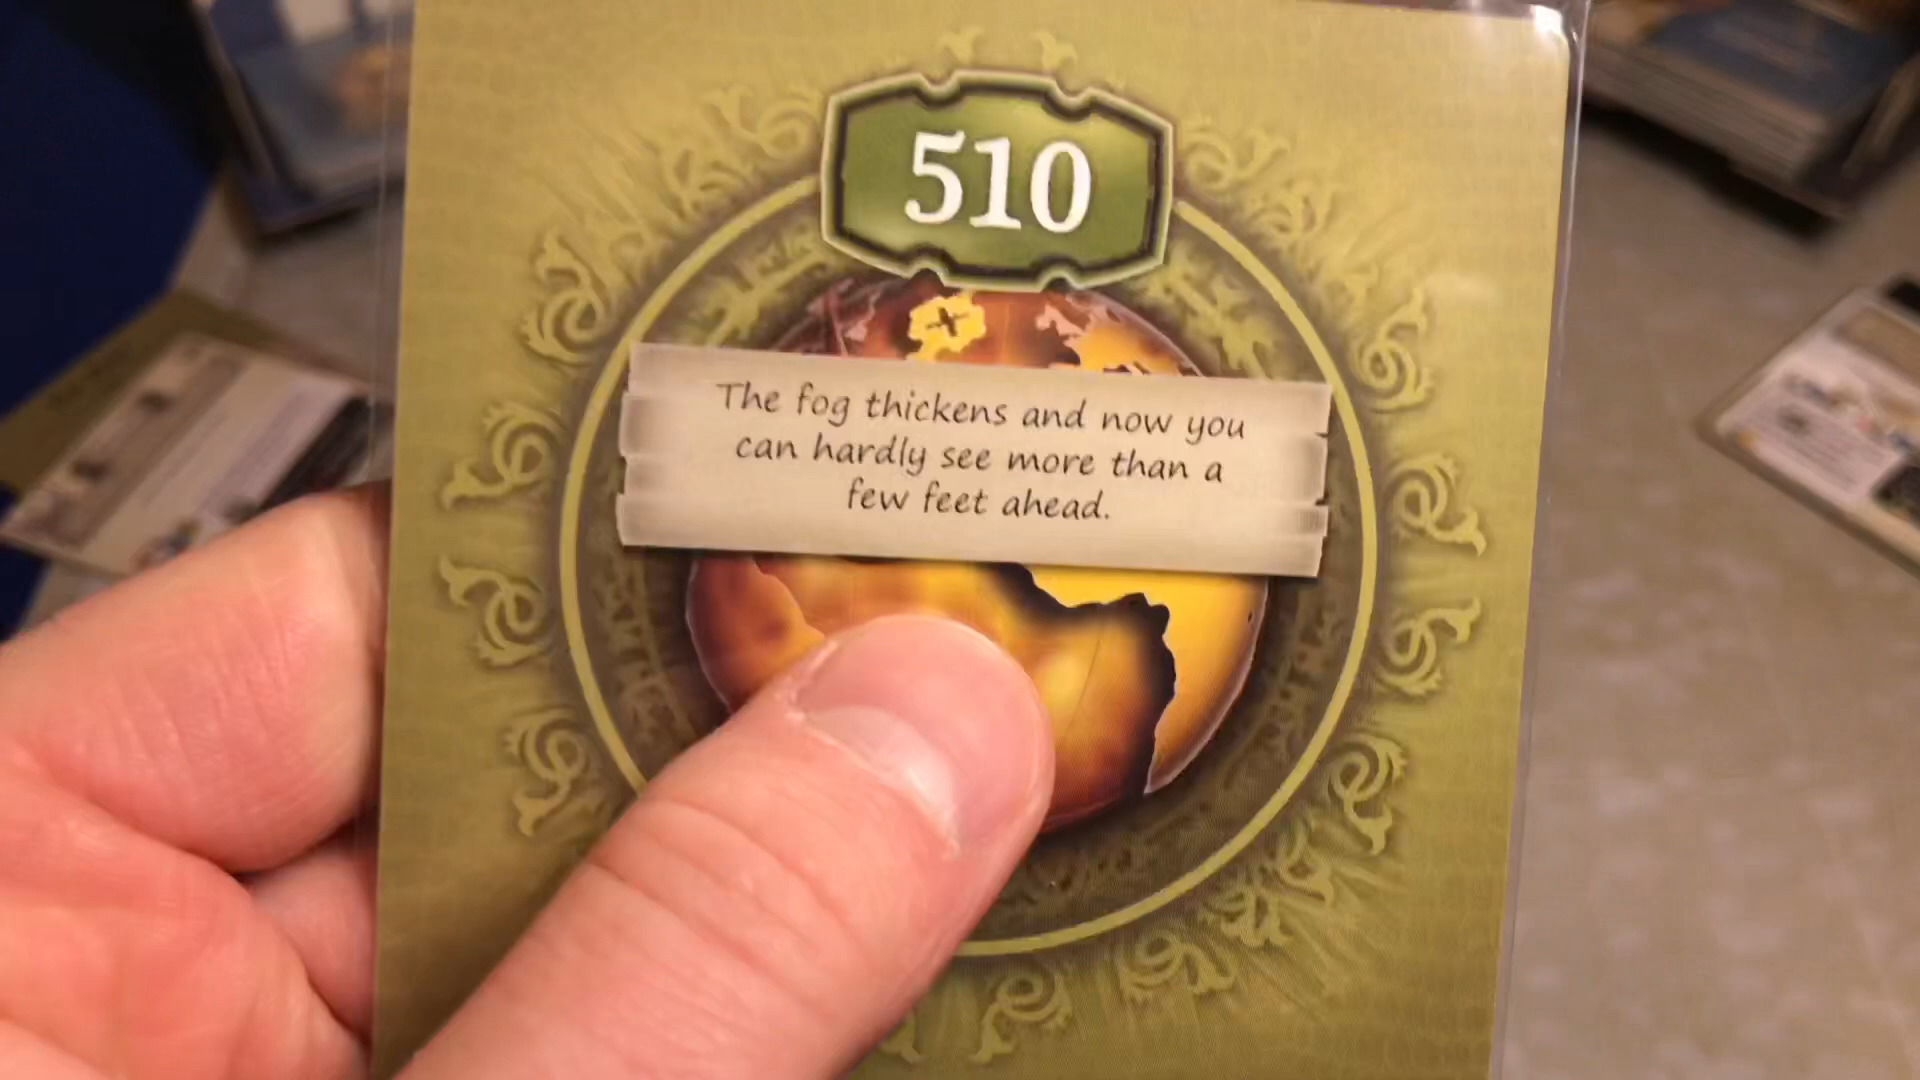 510
The fog thickens and now you
can hardly see more than a
few feet ahead.